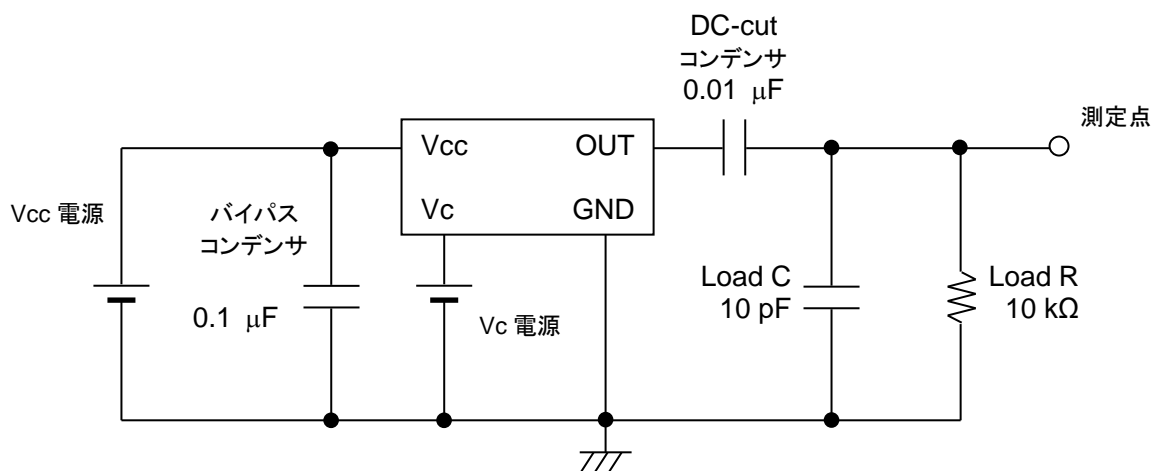 DC-cut
コンデンサ
0.01 μF
測定点
Vcc OUT
Vc GND
Vcc 電源
バイパス
コンデンサ
0.1 μF
Vc 電源
Load C
10 pF
Load R
10 kΩ